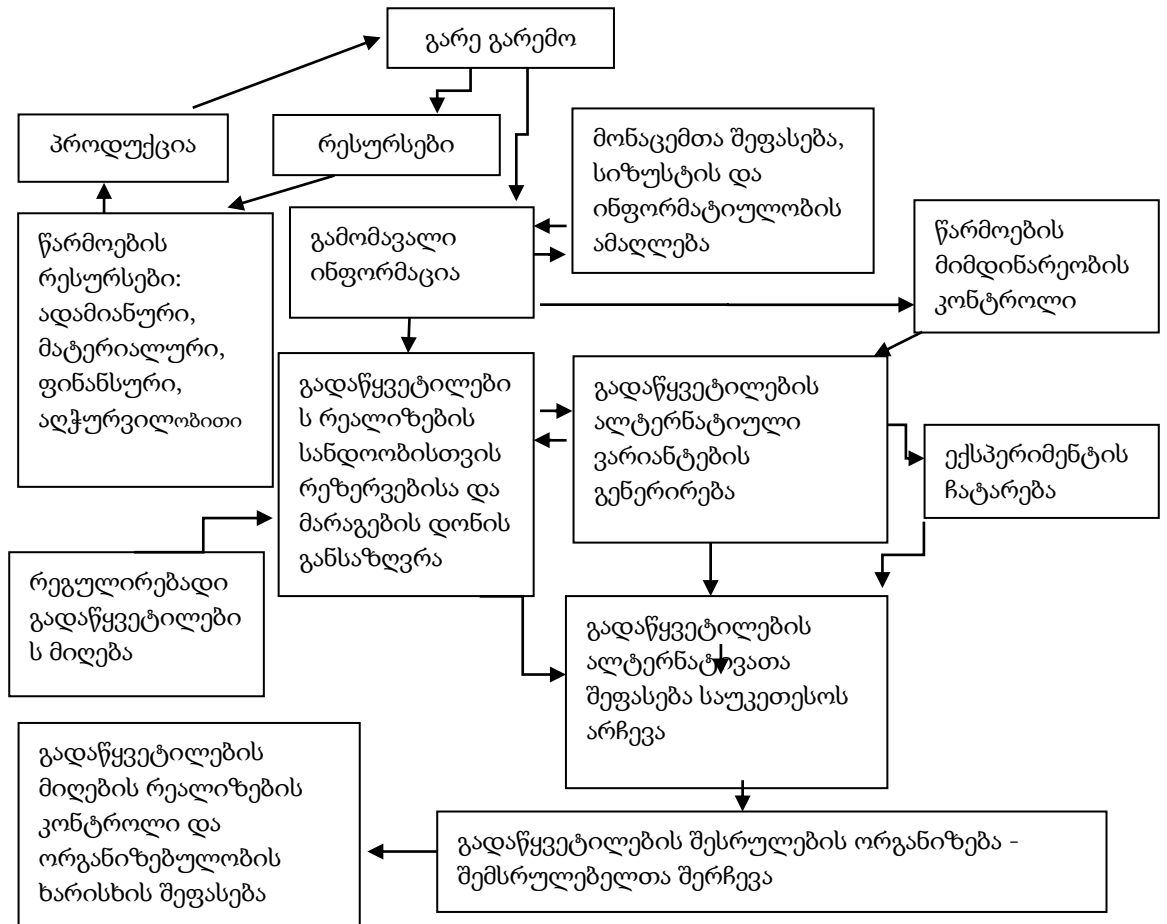 გარე გარემო
პროდუქცია
რესურსები
მონაცემთა შეფასება,
სიზუსტის და
ინფორმატიულობის
ამაღლება
წარმოების
რესურსები:
ადამიანური,
მატერიალური,
ფინანსური,
აღჭურვილობითი
გამომავალი
ინფორმაცია
წარმოების
მიმდინარეობის
კონტროლი
გადაწყვეტილები
ს რეალიზების
სანდოობისთვის
რეზერვებისა და
მარაგების დონის
განსაზღვრა
გადაწყვეტილების
ალტერნატიული
ვარიანტების
გენერირება
ექსპერიმენტის
ჩატარება
რეგულირებადი
გადაწყვეტილები
ს მიღება
გადაწყვეტილების
ალტერნატივათა
შეფასება საუკეთესოს
არჩევა
გადაწყვეტილების
მიღების რეალიზების
კონტროლი და
ორგანიზებულობის
ხარისხის შეფასება
გადაწყვეტილების შესრულების ორგანიზება -
შემსრულებელთა შერჩევა